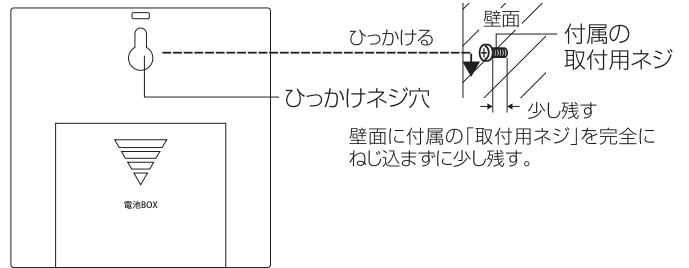 ひっかける
壁面
付属の
取付用ネジ
ひっかけネジ穴
少し残す
壁面に付属の「取付用ネジ」を完全に
ねじ込まずに少し残す。
電池BOX